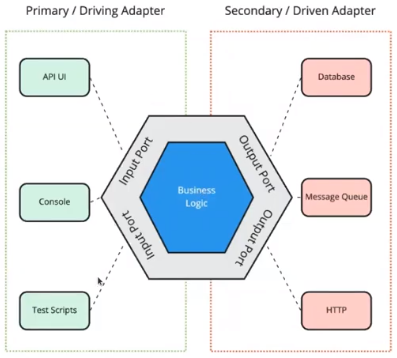 Primary / Driving Adapter
Secondary / Driven Adapter
API UI
Database
Input Port
Output Port
Console
Business
Logic
Message Queue
Input Port
Output Port
Test Scripts
HTTP